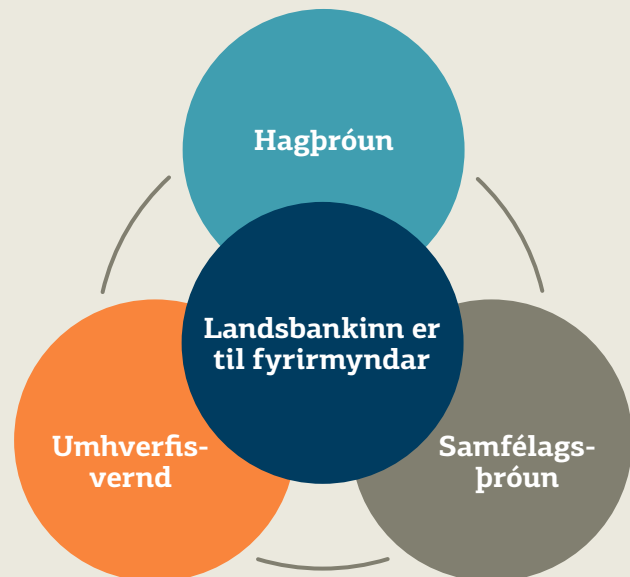 Hagþróun
Landsbankinn er
til fyrirmyndar
Umhverfis-
vernd
Samfélags-
þróun